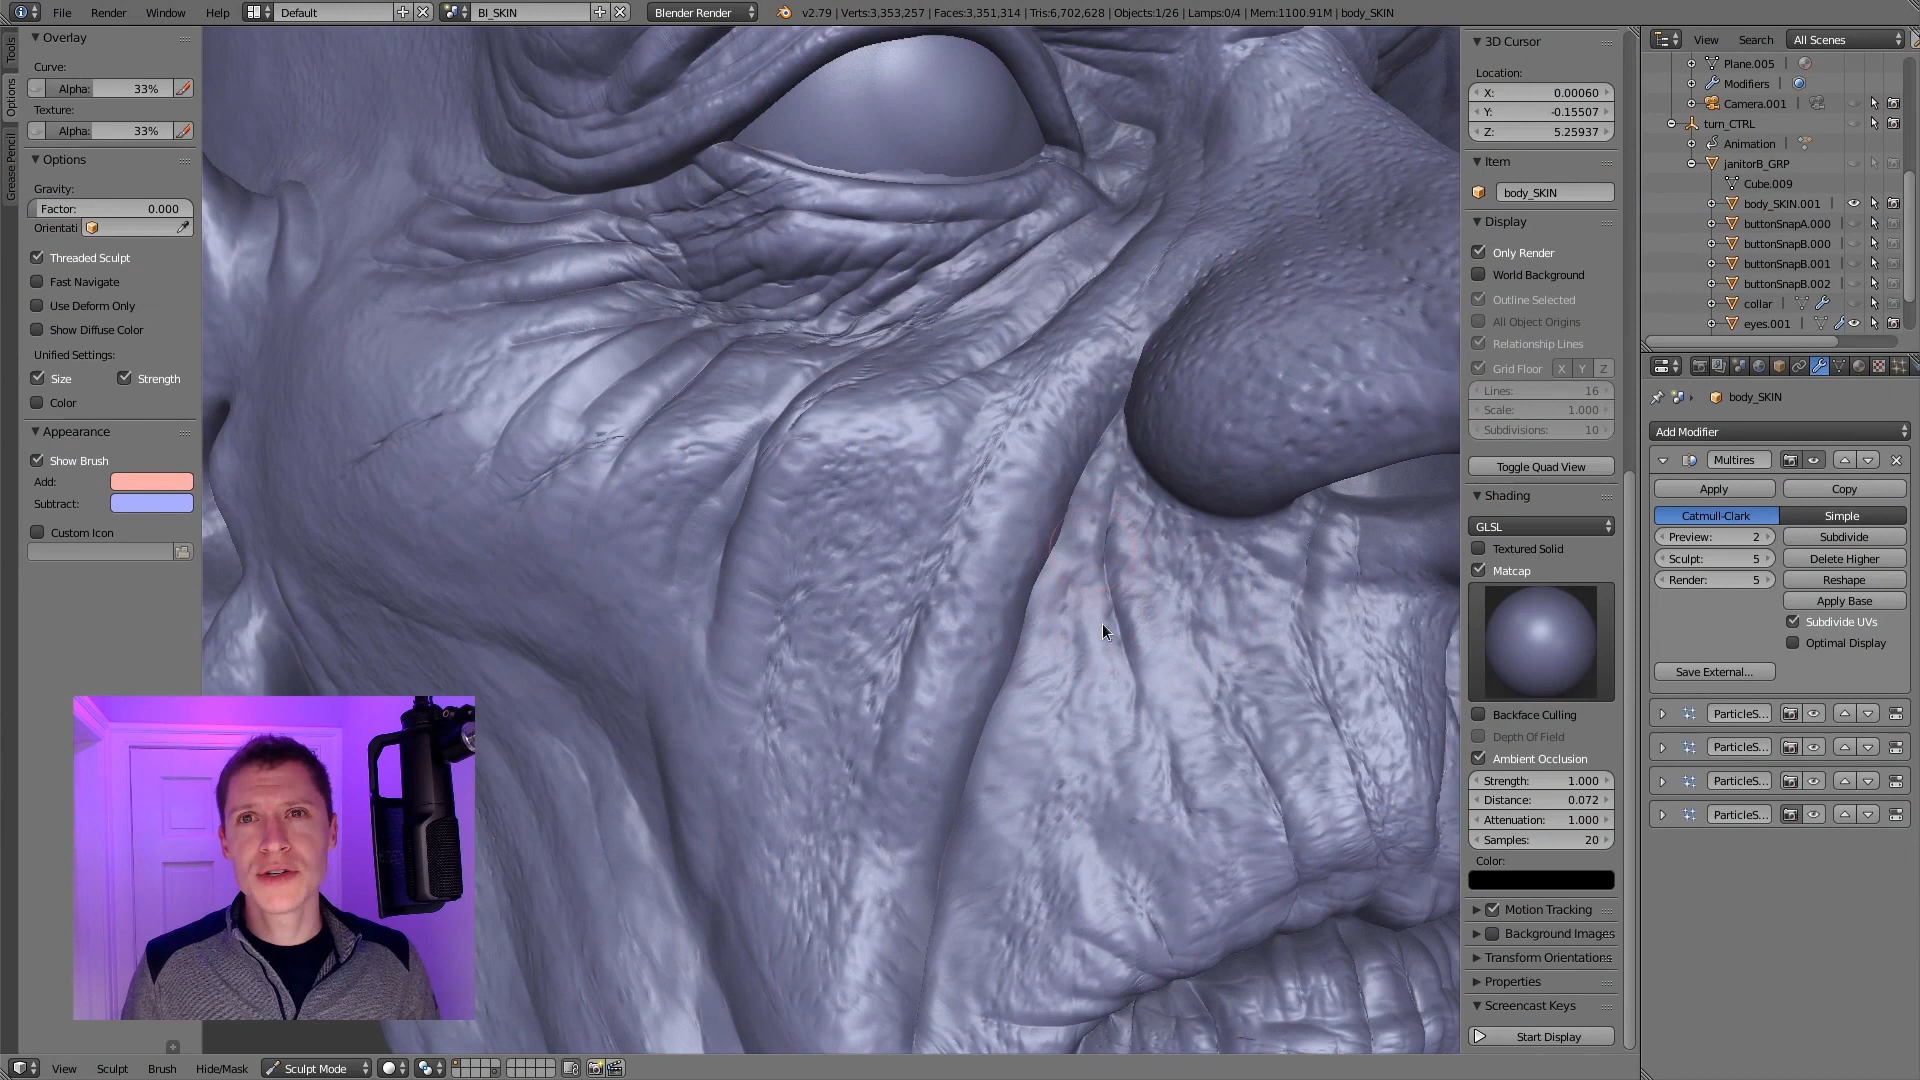 File Render Window Help Default BI_SKIN Blender Render v2.79 | Verts:3,353,257 | Faces:3,351,314 | Tris:6,702,628 | Objects:1/26 | Lamps:0/4 | Mem:1100.91M | body_SKIN
Tools
Options
Grease Pencil
Overlay
Curve:
Alpha: 33%
Texture:
Alpha: 33%
Options
Gravity:
Factor: 0.000
Orientati
Threaded Sculpt
Fast Navigate
Use Deform Only
Show Diffuse Color
Unified Settings:
Size Strength
Color
Appearance
Show Brush
Add:
Subtract:
Custom Icon
3D Cursor
Location:
X: 0.00060
Y: -0.15507
Z: 5.25937
Item
body_SKIN
Display
Only Render
World Background
Outline Selected
All Object Origins
Relationship Lines
Grid Floor X Y Z
Lines: 16
Scale: 1.000
Subdivisions: 10
Toggle Quad View
Shading
GLSL
Textured Solid
Matcap
Backface Culling
Depth Of Field
Ambient Occlusion
Strength: 1.000
Distance: 0.072
Attenuation: 1.000
Samples: 20
Color:
Motion Tracking
Background Images
Transform Orientations
Properties
Screencast Keys
Start Display
View Search All Scenes
Plane.005
Modifiers
Camera.001
turn_CTRL
Animation
janitorB_GRP
Cube.009
body_SKIN.001
buttonSnapA.000
buttonSnapB.000
buttonSnapB.001
buttonSnapB.002
collar
eyes.001
body_SKIN
Add Modifier
Multires
Apply Copy
Catmull-Clark Simple
Preview: 2 Subdivide
Sculpt: 5 Delete Higher
Render: 5 Reshape
Apply Base
Subdivide UVs
Optimal Display
Save External...
ParticleS...
ParticleS...
ParticleS...
ParticleS...
View Sculpt Brush Hide/Mask Sculpt Mode